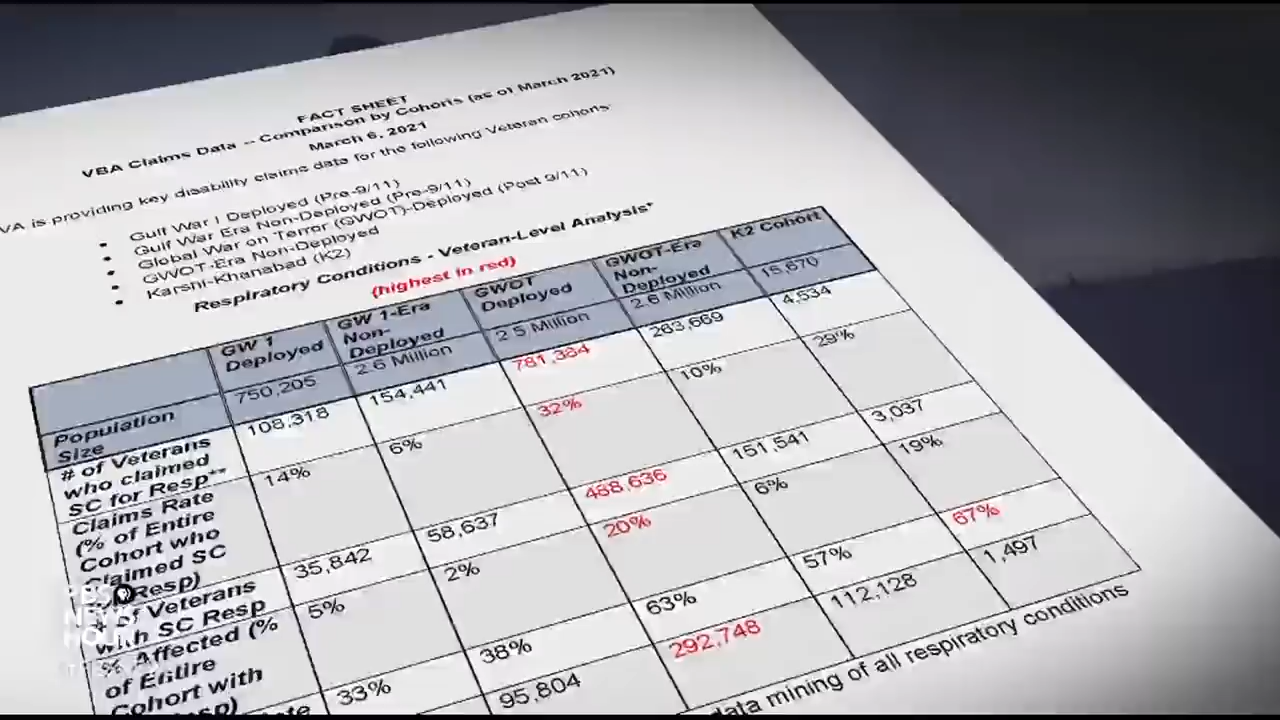 FACT SHEET
VBA Claims Data -- Comparison by Cohorts (as of March 2021)
March 6, 2021
VA is providing key disability claims data for the following Veteran cohorts
• Gulf War I Deployed (Pre-9/11)
• Gulf War Era Non-Deployed (Pre-9/11)
• Global War on Terror (GWOT)-Deployed (Post 9/11)
• GWOT-Era Non-Deployed
• Karshi-Khanabad (K2)
Respiratory Conditions - Veteran-Level Analysis*
(highest in red)
GW 1 Deployed
GW 1-Era Non-Deployed
GWOT Deployed
GWOT-Era Non-Deployed
K2 Cohort
Population Size
750,205
2.6 Million
2.5 Million
2.6 Million
15,670
# of Veterans who claimed SC for Resp**
108,318
154,441
781,384
263,669
4,534
Claims Rate (% of Entire Cohort who Claimed SC Resp)
14%
6%
32%
10%
29%
of Veterans with SC Resp
35,842
58,637
488,636
151,541
3,037
% Affected (% of Entire Cohort with
5%
2%
20%
6%
19%
33%
38%
63%
57%
67%
95,804
292,748
112,128
1,497
data mining of all respiratory conditions
PBS
NEWS
HOUR